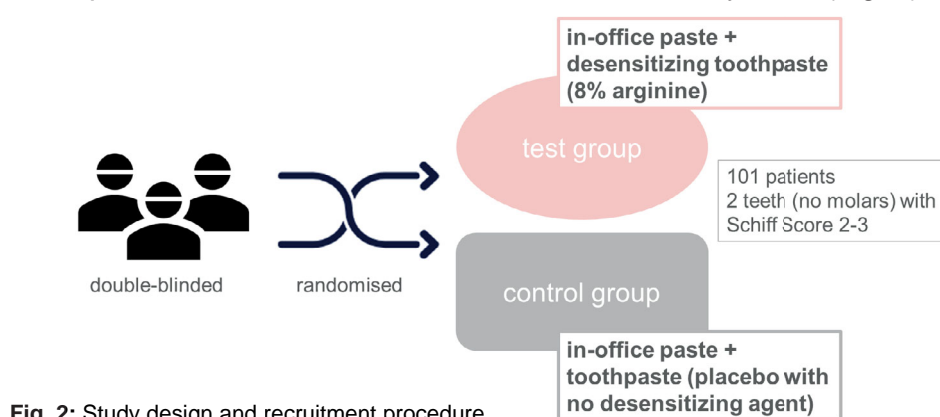 in-office paste +
desensitizing toothpaste
(8% arginine)
test group
101 patients
2 teeth (no molars) with
Schiff Score 2-3
double-blinded
randomised
control group
in-office paste +
toothpaste (placebo with
no desensitizing agent)
Fig. 2: Study design and recruitment procedure